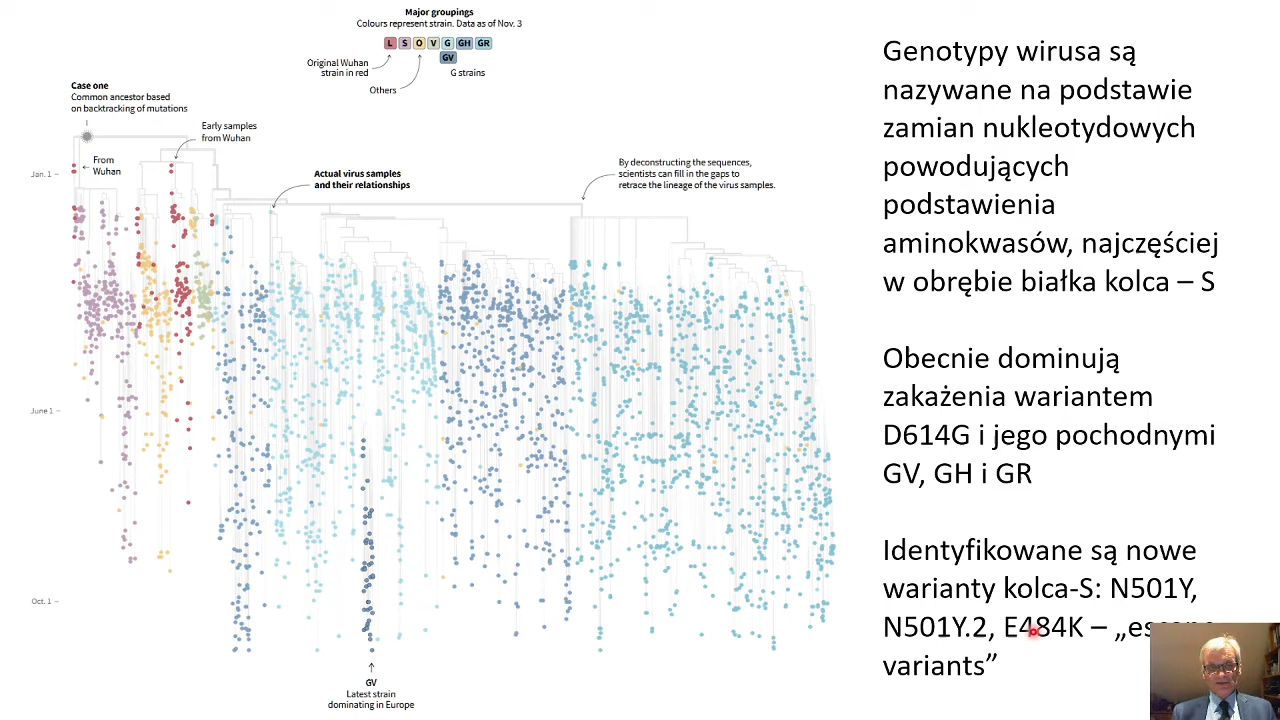 Major groupings
Colours represent strain. Data as of Nov. 3
L S O V G GH GR
GV
Original Wuhan
strain in red
G strains
Others
Case one
Common ancestor based
on backtracking of mutations
Early samples
from Wuhan
From
Wuhan
Jan. 1
Actual virus samples
and their relationships
By deconstructing the sequences,
scientists can fill in the gaps to
retrace the lineage of the virus samples.
June 1
Oct. 1
GV
Latest strain
dominating in Europe
Genotypy wirusa są
nazywane na podstawie
zamian nukleotydowych
powodujących
podstawienia
aminokwasów, najczęściej
w obrębie białka kolca – S
Obecnie dominują
zakażenia wariantem
D614G i jego pochodnymi
GV, GH i GR
Identyfikowane są nowe
warianty kolca-S: N501Y,
N501Y.2, E484K – „escape
variants”